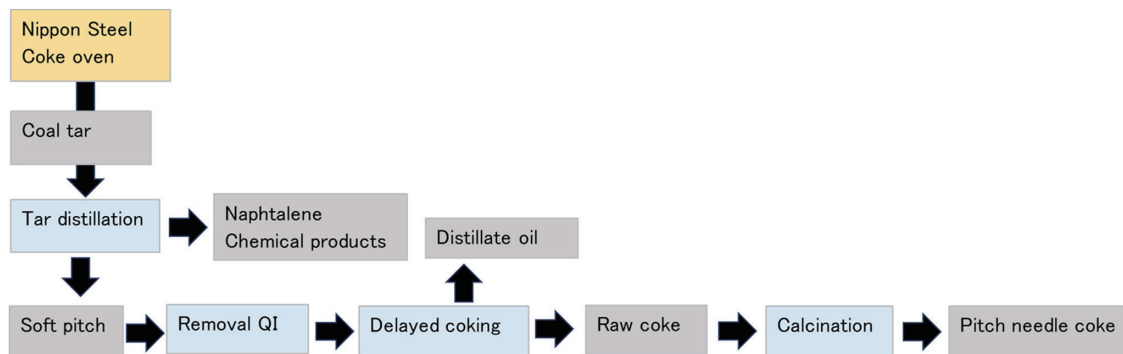 Nippon Steel
Coke oven
Coal tar
Tar distillation
Naphtalene
Chemical products
Distillate oil
Soft pitch
Removal QI
Delayed coking
Raw coke
Calcination
Pitch needle coke